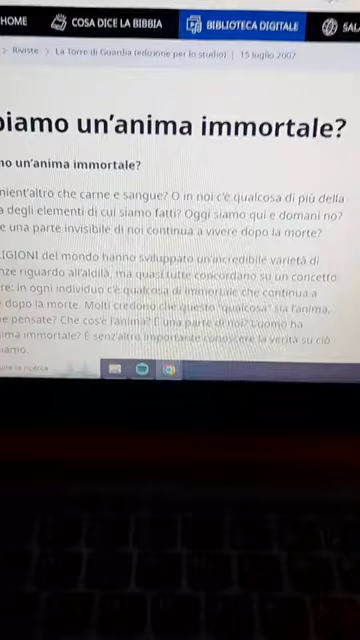 HOME COSA DICE LA BIBBIA BIBLIOTECA DIGITALE
> Riviste > La Torre di Guardia (edizione per lo studio) | 15 luglio 2007
biamo un'anima immortale?
mo un'anima immortale?
nient'altro che carne e sangue? O in noi c'è qualcosa di più della
a degli elementi di cui siamo fatti? Oggi siamo qui e domani no?
e una parte invisibile di noi continua a vivere dopo la morte?
LIGIONI del mondo hanno sviluppato un'incredibile varietà di
nze riguardo all'aldilà, ma quasi tutte concordano su un concetto
re: in ogni individuo c'è qualcosa di immortale che continua a
e dopo la morte. Molti credono che questo "qualcosa" sia l'anima.
e pensate? Che cos'è l'anima? È una parte di noi? L'uomo ha
ima immortale? È senz'altro importante conoscere la verità su ciò
iamo.
la ricerca